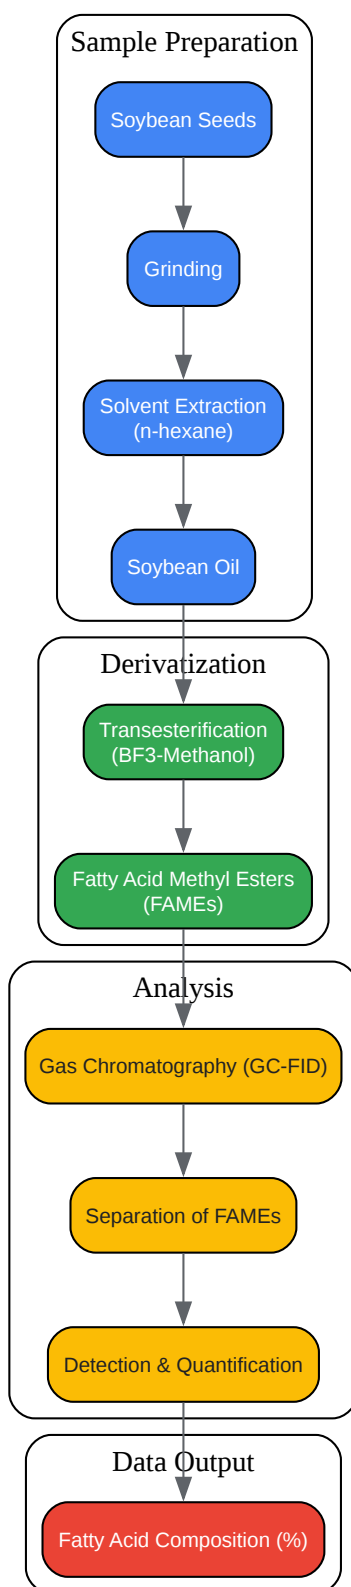 Sample Preparation
Soybean Seeds
Grinding
Solvent Extraction
(n-hexane)
Soybean Oil
Derivatization
Transesterification
(BF3-Methanol)
Fatty Acid Methyl Esters
(FAMEs)
Analysis
Gas Chromatography (GC-FID)
Separation of FAMEs
Detection & Quantification
Data Output
Fatty Acid Composition (%)